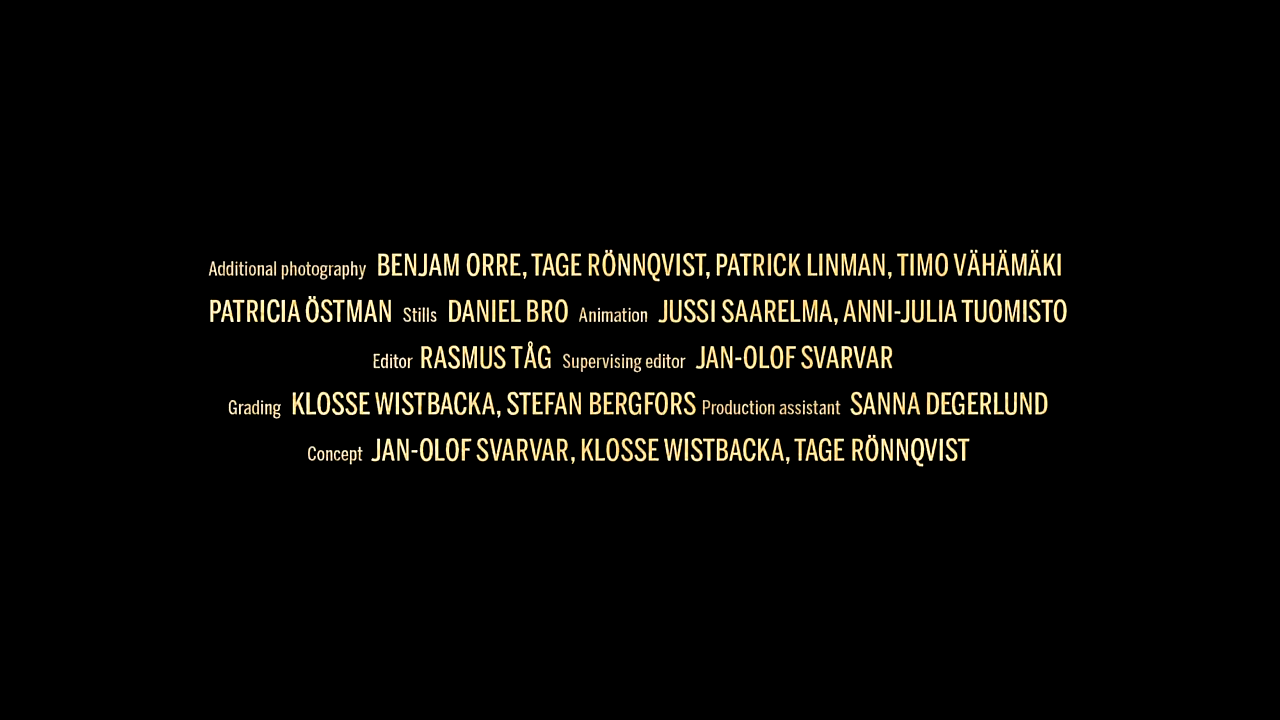 Additional photography BENJAM ORRE, TAGE RÖNNQVIST, PATRICK LINMAN, TIMO VÄHÄMÄKI
PATRICIA ÖSTMAN Stills DANIEL BRO Animation JUSSI SAARELMA, ANNI-JULIA TUOMISTO
Editor RASMUS TÅG Supervising editor JAN-OLOF SVARVAR
Grading KLOSSE WISTBACKA, STEFAN BERGFORS Production assistant SANNA DEGERLUND
Concept JAN-OLOF SVARVAR, KLOSSE WISTBACKA, TAGE RÖNNQVIST